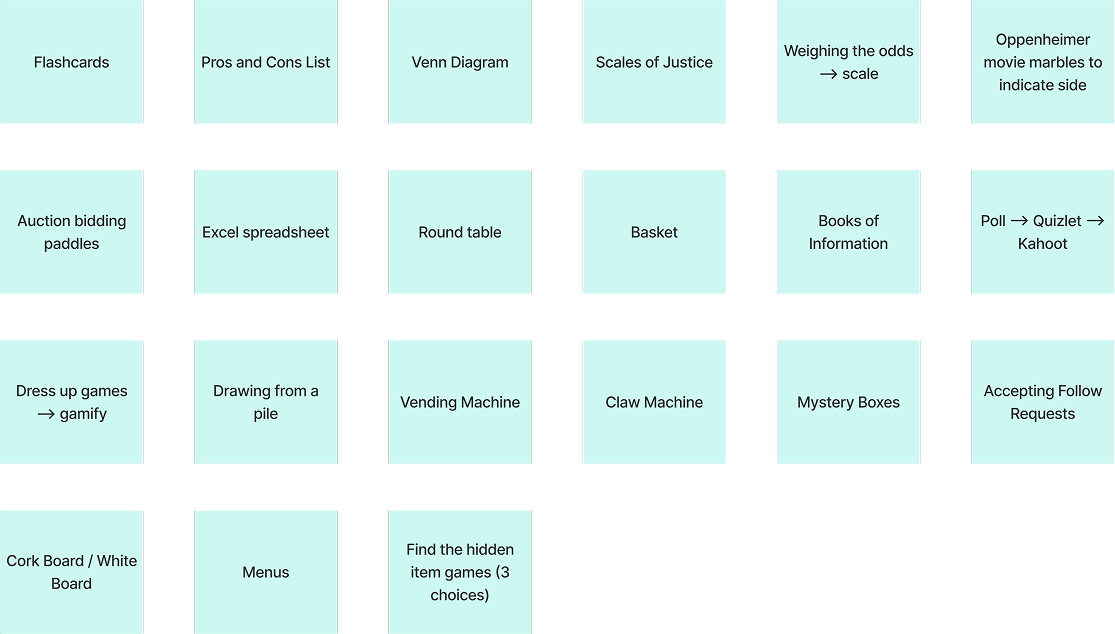 Flashcards
Pros and Cons List
Venn Diagram
Scales of Justice
Weighing the odds
→ scale
Oppenheimer
movie marbles to
indicate side
Auction bidding
paddles
Excel spreadsheet
Round table
Basket
Books of
Information
Poll → Quizlet →
Kahoot
Dress up games
→ gamify
Drawing from a
pile
Vending Machine
Claw Machine
Mystery Boxes
Accepting Follow
Requests
Cork Board / White
Board
Menus
Find the hidden
item games (3
choices)